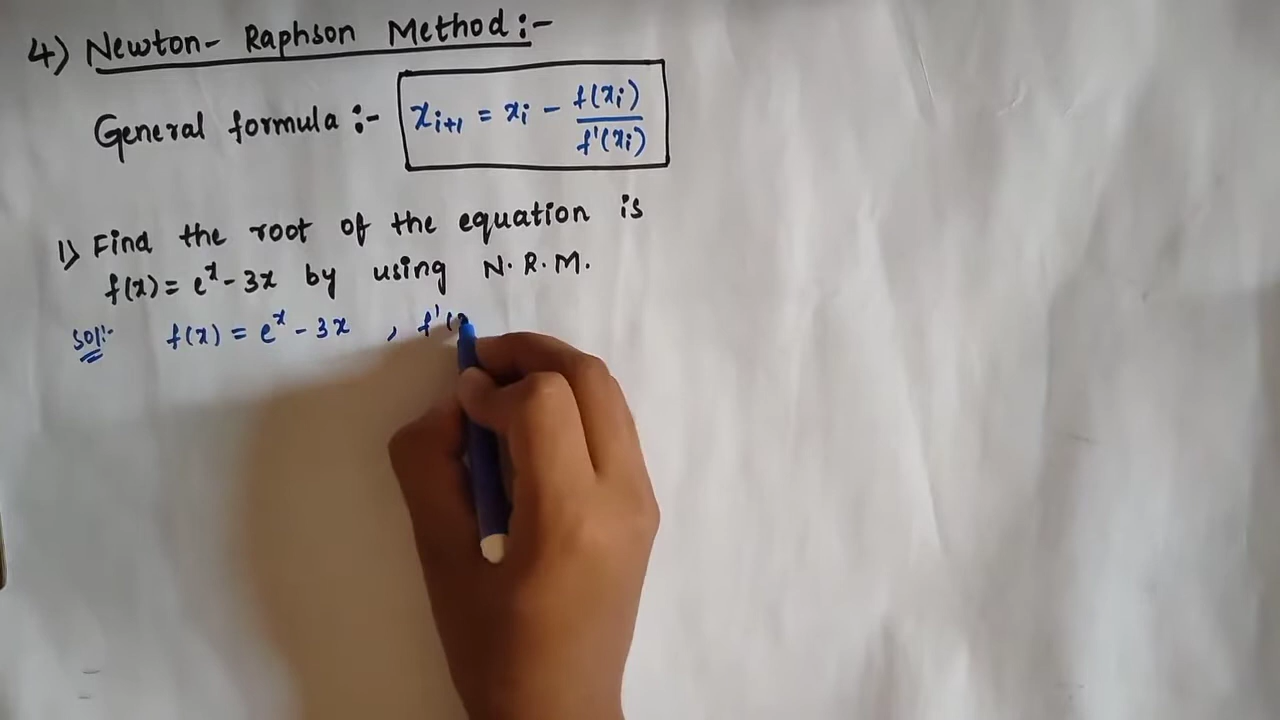 4) Newton- Raphson Method:-
General formula :- x_{i+1} = x_i - f(x_i) / f'(x_i)
1) Find the root of the equation is
f(x) = e^x - 3x by using N.R.M.
Sol:- f(x) = e^x - 3x , f'(